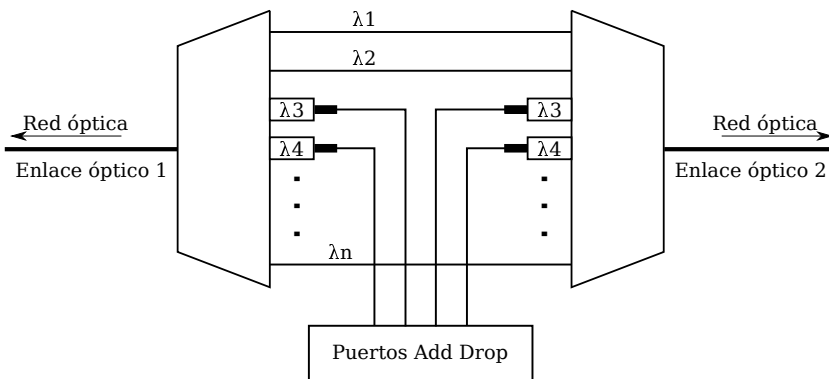 λ1
λ2
λ3
λ3
Red óptica
Red óptica
λ4
λ4
Enlace óptico 1
Enlace óptico 2
λn
Puertos Add Drop